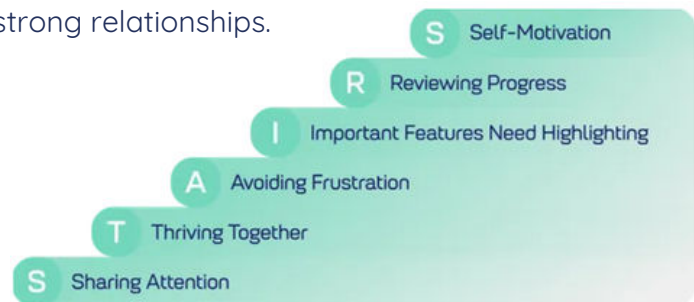 strong relationships.
S Self-Motivation
R Reviewing Progress
I Important Features Need Highlighting
A Avoiding Frustration
T Thriving Together
S Sharing Attention